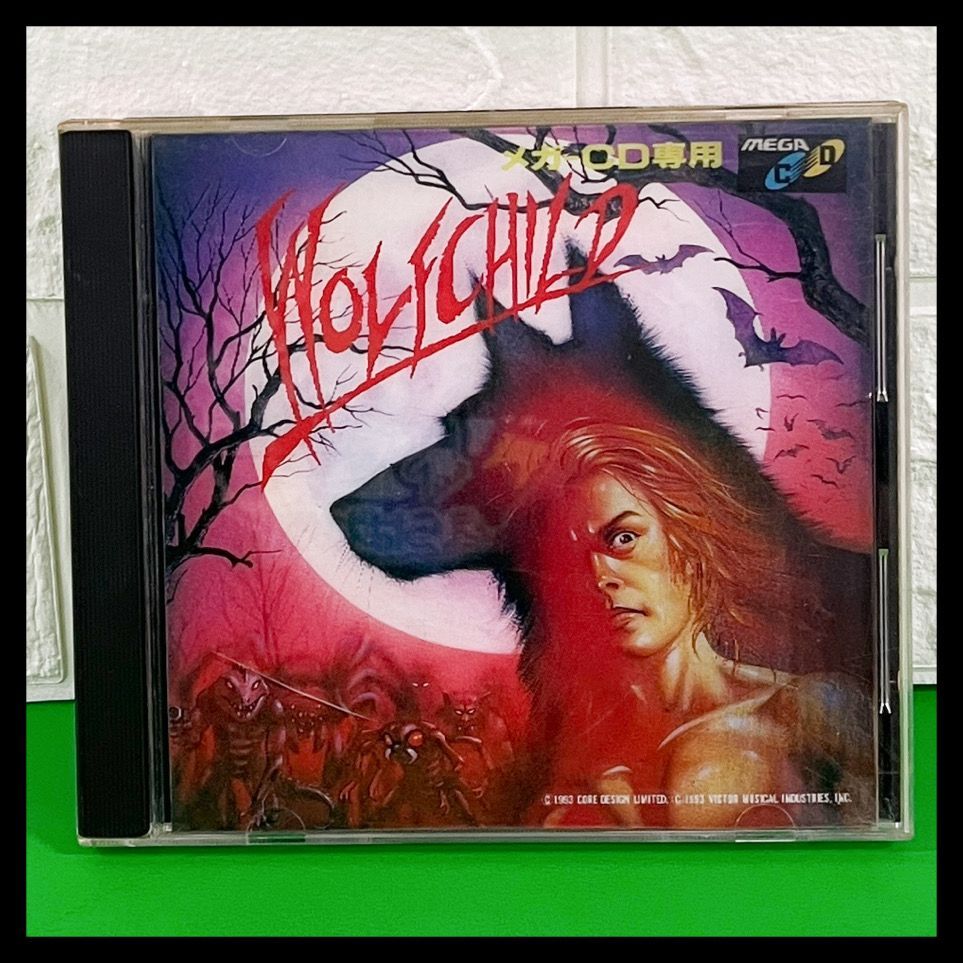 メガ-CD専用
MEGA
CD
WOLFCHILD
© 1993 CORE DESIGN LIMITED. © 1993 VICTOR MUSICAL INDUSTRIES, INC.